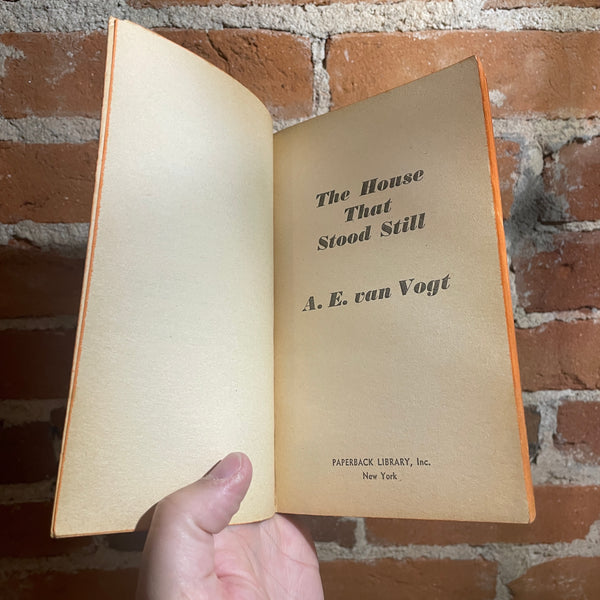 The House
That
Stood Still
A. E. van Vogt
PAPERBACK LIBRARY, Inc.
New York